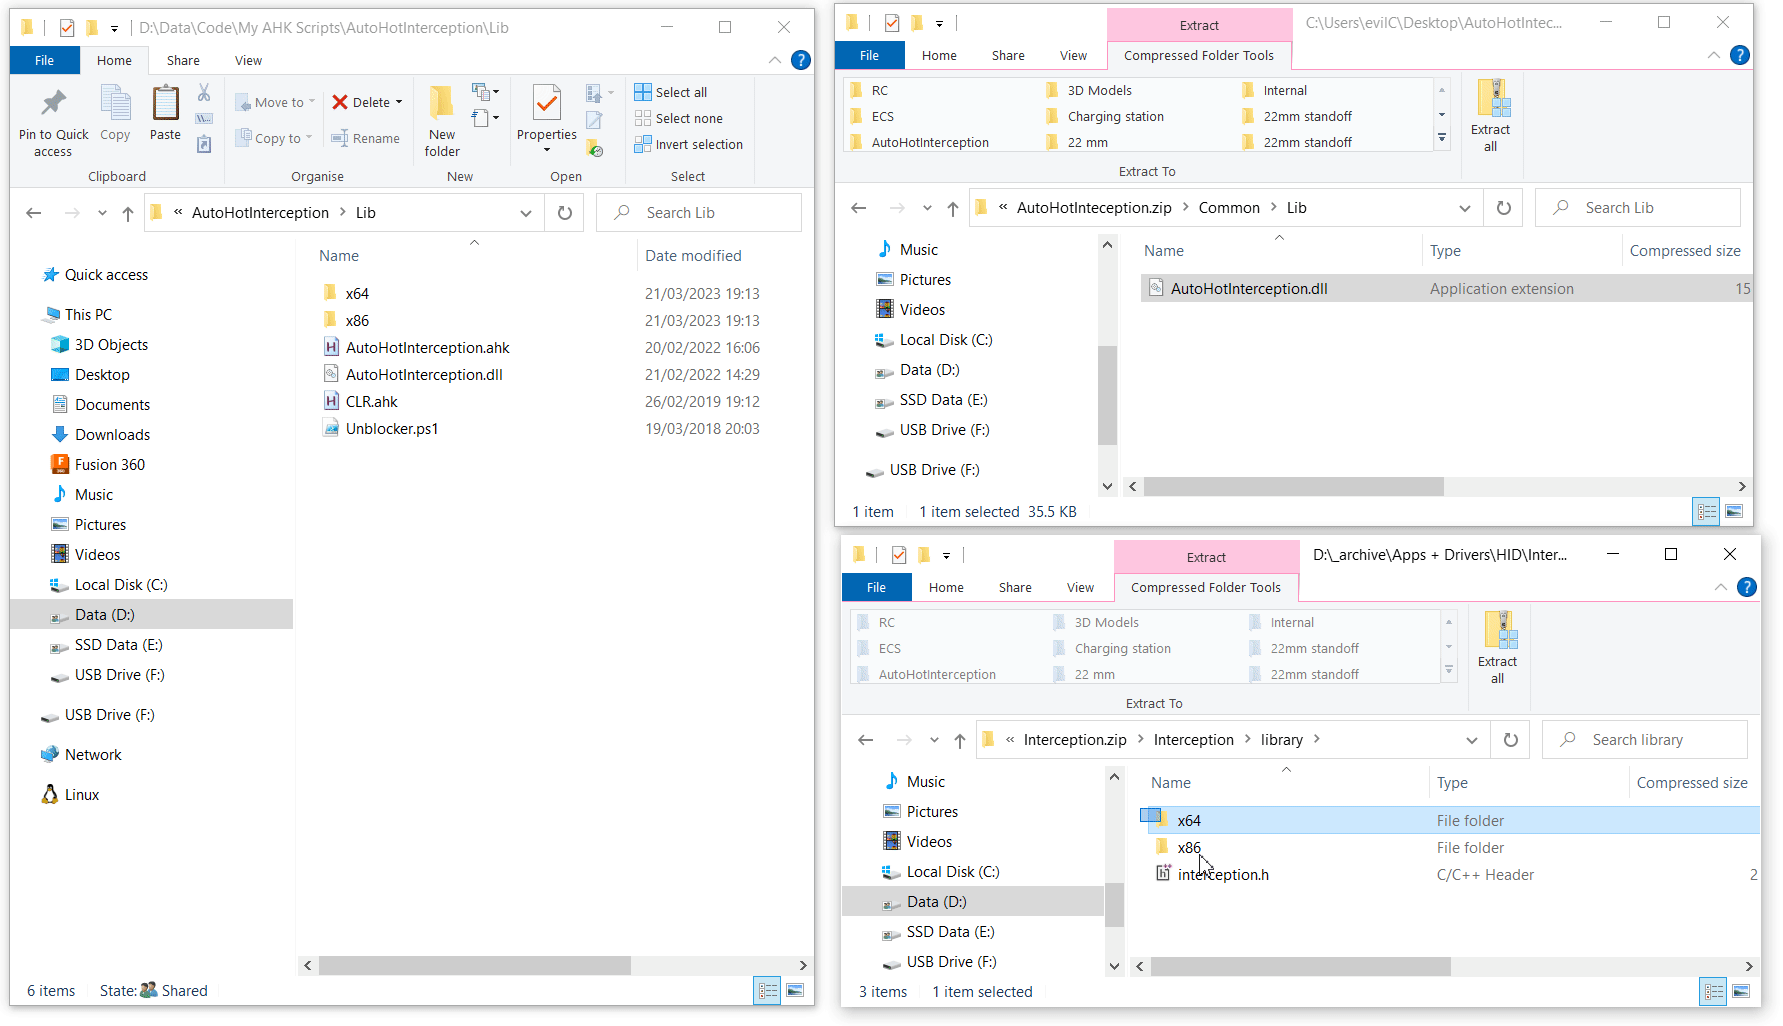 D:\Data\Code\My AHK Scripts\AutoHotInterception\Lib
File Home Share View
Pin to Quick access
Copy
Paste
Move to
Copy to
Delete
Rename
New folder
Properties
Select all
Select none
Invert selection
Clipboard Organise New Open Select
« AutoHotInterception > Lib
Search Lib
Name Date modified
Quick access
This PC
3D Objects
Desktop
Documents
Downloads
Fusion 360
Music
Pictures
Videos
Local Disk (C:)
Data (D:)
SSD Data (E:)
USB Drive (F:)
USB Drive (F:)
Network
Linux
x64 21/03/2023 19:13
x86 21/03/2023 19:13
AutoHotInterception.ahk 20/02/2022 16:06
AutoHotInterception.dll 21/02/2022 14:29
CLR.ahk 26/02/2019 19:12
Unblocker.ps1 19/03/2018 20:03
6 items State: Shared
Extract
C:\Users\evilC\Desktop\AutoHotIntec...
File Home Share View Compressed Folder Tools
RC 3D Models Internal
ECS Charging station 22mm standoff
AutoHotInterception 22 mm 22mm standoff
Extract all
Extract To
« AutoHotInteception.zip > Common > Lib
Search Lib
Music
Pictures
Videos
Local Disk (C:)
Data (D:)
SSD Data (E:)
USB Drive (F:)
USB Drive (F:)
Name Type Compressed size
AutoHotInterception.dll Application extension 15
1 item 1 item selected 35.5 KB
Extract
D:\_archive\Apps + Drivers\HID\Inter...
File Home Share View Compressed Folder Tools
RC 3D Models Internal
ECS Charging station 22mm standoff
AutoHotInterception 22 mm 22mm standoff
Extract all
Extract To
« Interception.zip > Interception > library >
Search library
Music
Pictures
Videos
Local Disk (C:)
Data (D:)
SSD Data (E:)
USB Drive (F:)
Name Type Compressed size
x64 File folder
x86 File folder
interception.h C/C++ Header 2
3 items 1 item selected